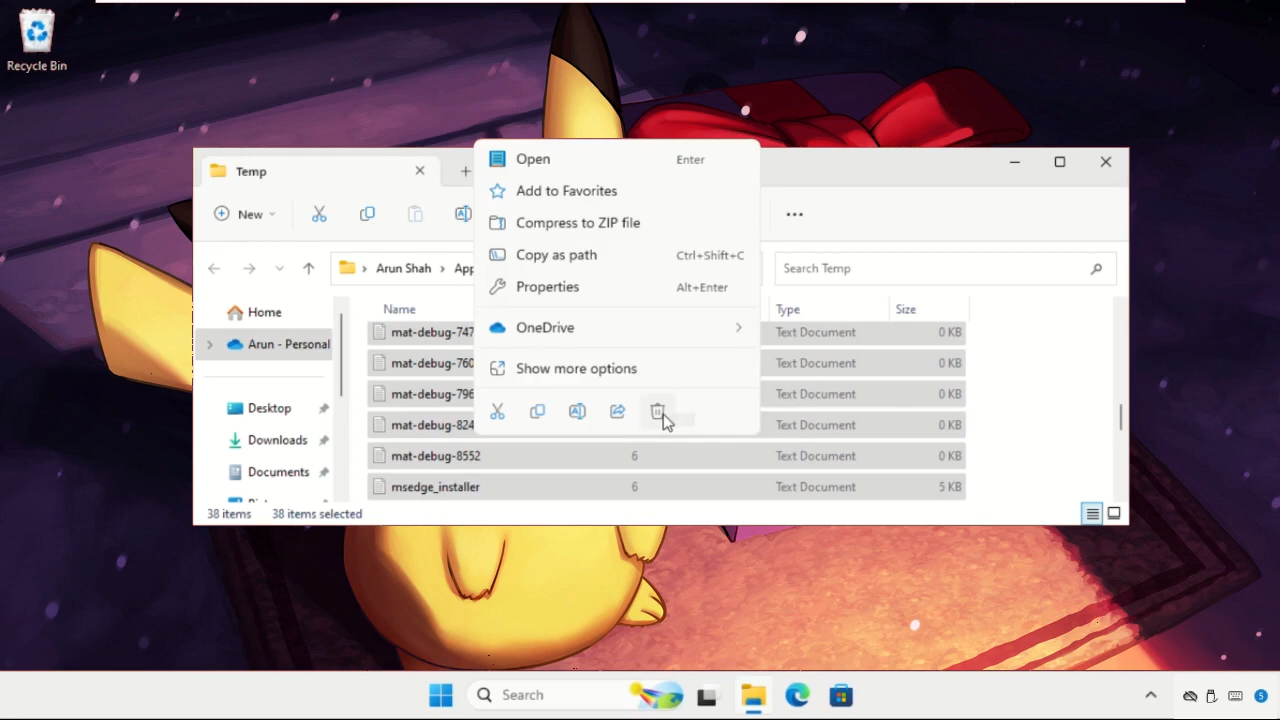 Recycle Bin
Temp
New
Arun Shah
App
Search Temp
Home
Arun - Personal
Desktop
Downloads
Documents
Name
Type
Size
mat-debug-747
Text Document
0 KB
mat-debug-760
Text Document
0 KB
mat-debug-796
Text Document
0 KB
mat-debug-824
Text Document
0 KB
mat-debug-8552
6
Text Document
0 KB
msedge_installer
6
Text Document
5 KB
38 items
38 items selected
Open
Enter
Add to Favorites
Compress to ZIP file
Copy as path
Ctrl+Shift+C
Properties
Alt+Enter
OneDrive
Show more options
Search
5